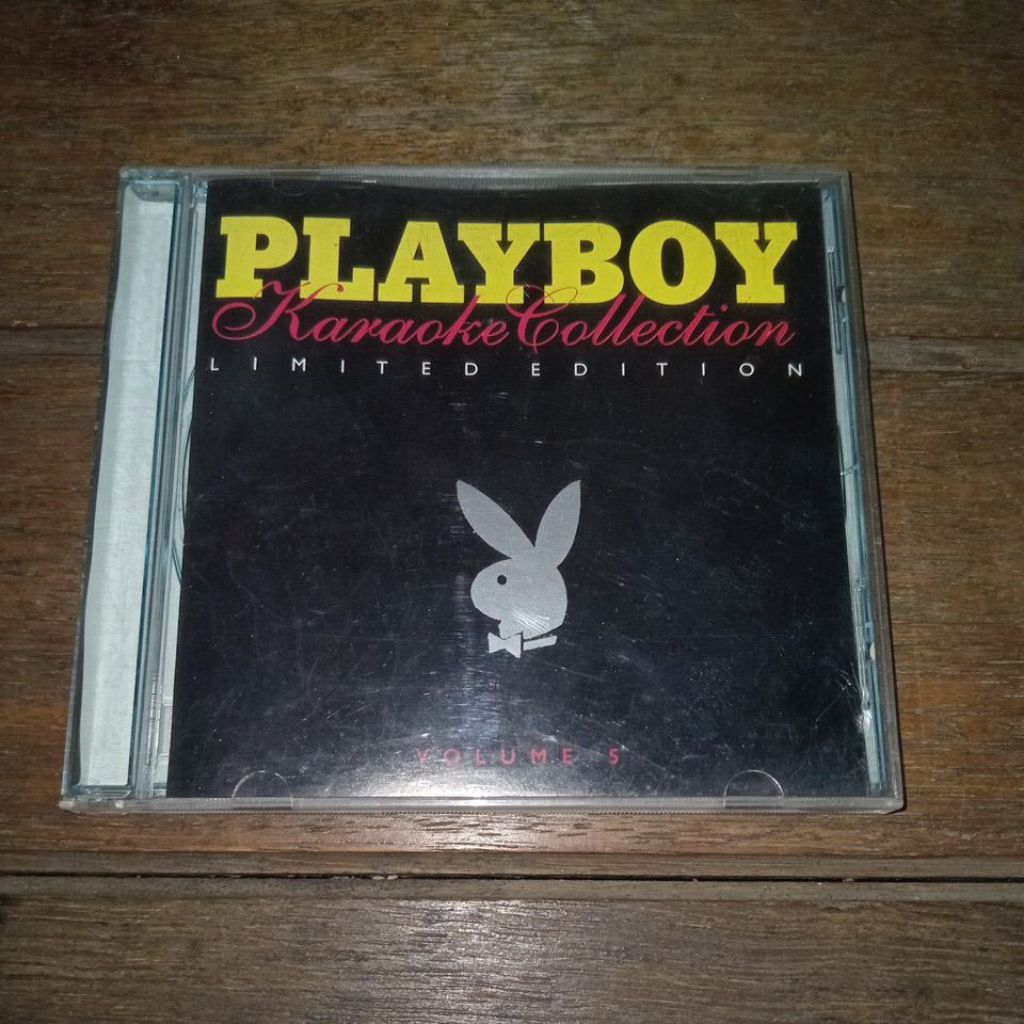 PLAYBOY
Karaoke Collection
LIMITED EDITION
VOLUME 5